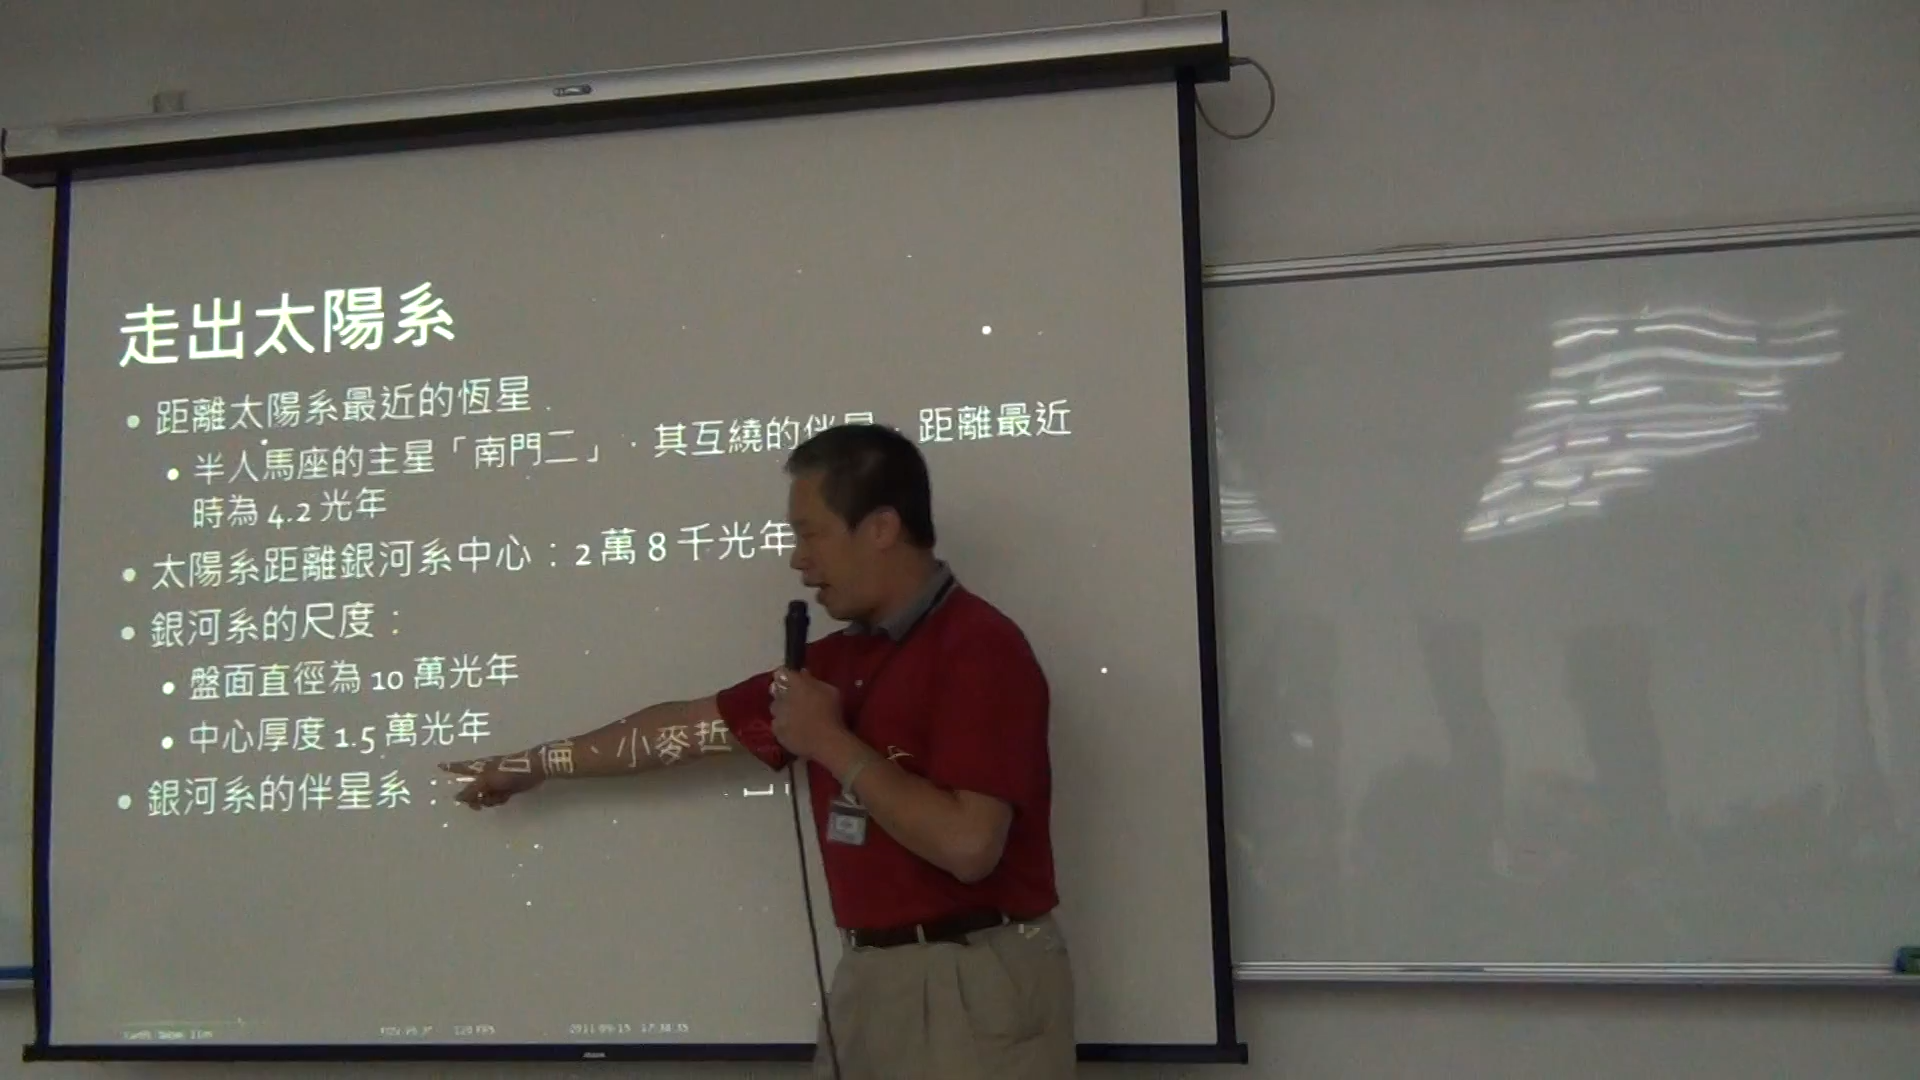 走出太陽系
距離太陽系最近的恆星
半人馬座的主星「南門二」，其互繞的伴星，距離最近
時為 4.2 光年
太陽系距離銀河系中心：2 萬 8 千光年
銀河系的尺度：
盤面直徑為 10 萬光年
中心厚度 1.5 萬光年
銀河系的伴星系：
倫、小麥哲